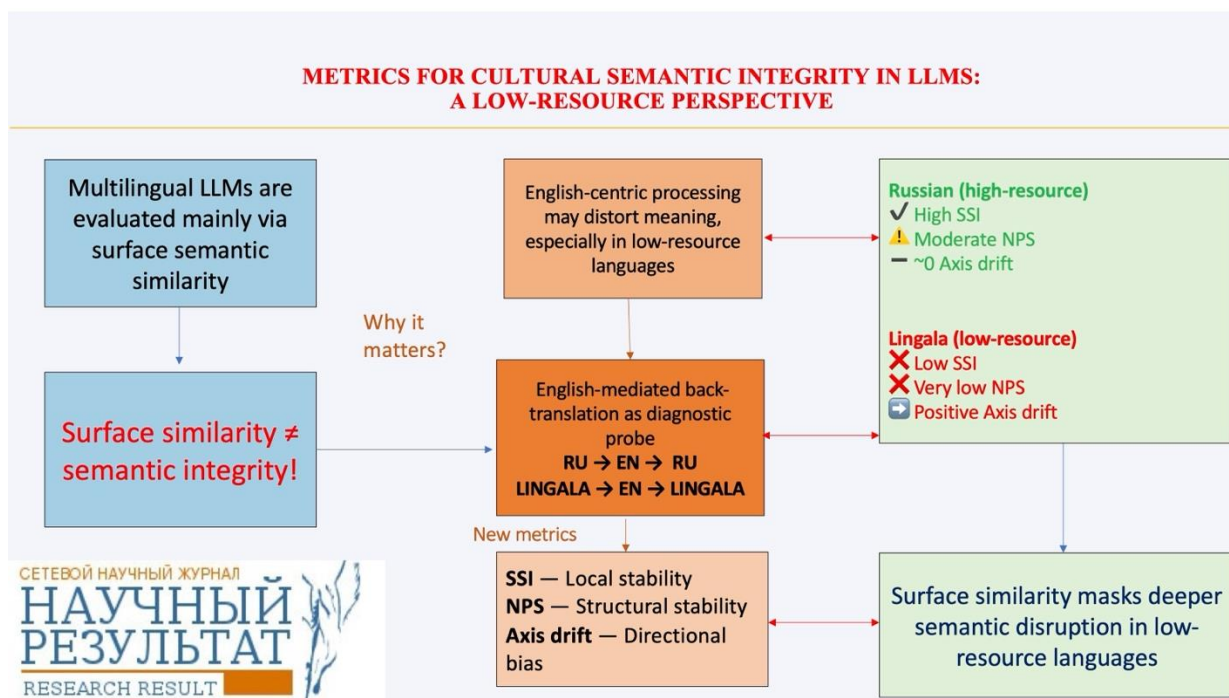 METRICS FOR CULTURAL SEMANTIC INTEGRITY IN LLMS:
A LOW-RESOURCE PERSPECTIVE
Multilingual LLMs are
evaluated mainly via
surface semantic
similarity
Surface similarity ≠
semantic integrity!
Why it
matters?
English-centric processing
may distort meaning,
especially in low-resource
languages
English-mediated back-
translation as diagnostic
probe
RU → EN → RU
LINGALA → EN → LINGALA
New metrics
SSI — Local stability
NPS — Structural stability
Axis drift — Directional
bias
Russian (high-resource)
✔ High SSI
⚠ Moderate NPS
➖ ~0 Axis drift
Lingala (low-resource)
❌ Low SSI
❌ Very low NPS
➡ Positive Axis drift
Surface similarity masks deeper
semantic disruption in low-
resource languages
СЕТЕВОЙ НАУЧНЫЙ ЖУРНАЛ
НАУЧНЫЙ
РЕЗУЛЬТАТ
RESEARCH RESULT